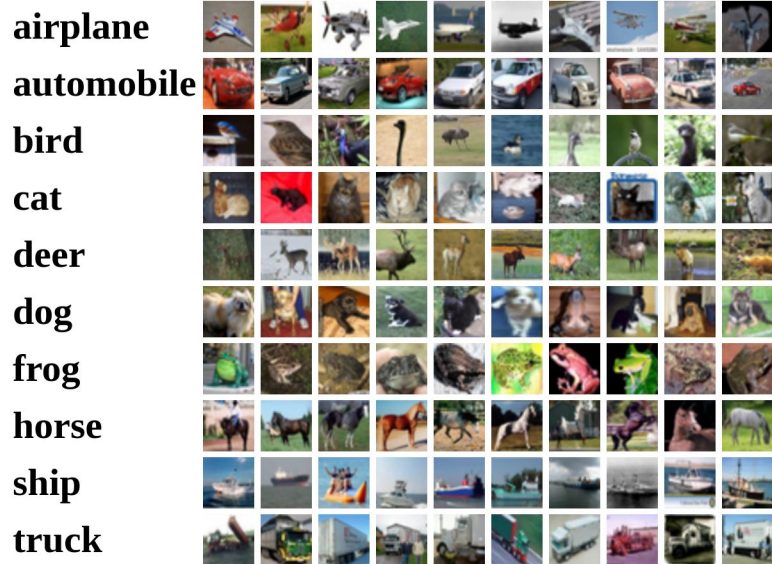 airplane
automobile
bird
cat
deer
dog
frog
horse
ship
truck